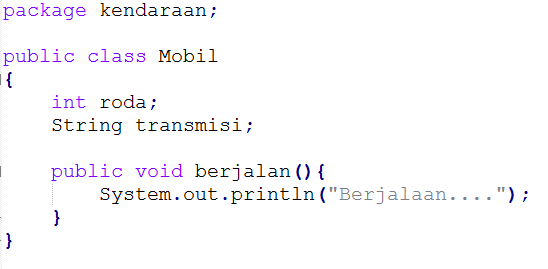 package kendaraan;
public class Mobil
{
int roda;
String transmisi;
public void berjalan(){
System.out.println("Berjalaan....");
}
}